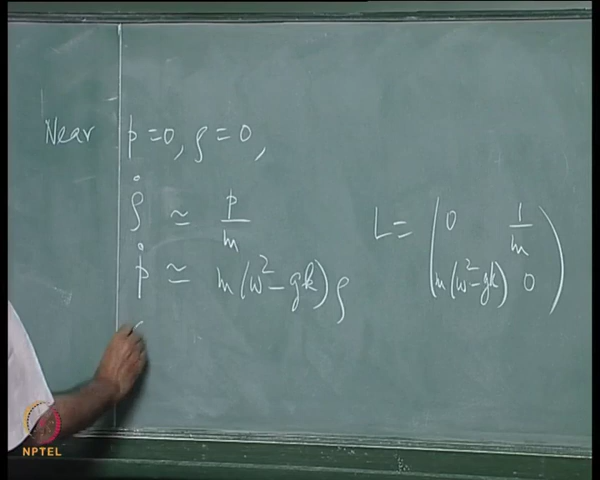 Near p=0, ρ=0,
ρ̇ ≃ p/m
ṗ ≃ m(ω²-gk)ρ
L = (0 1/m
m(ω²-gk) 0)
NPTEL